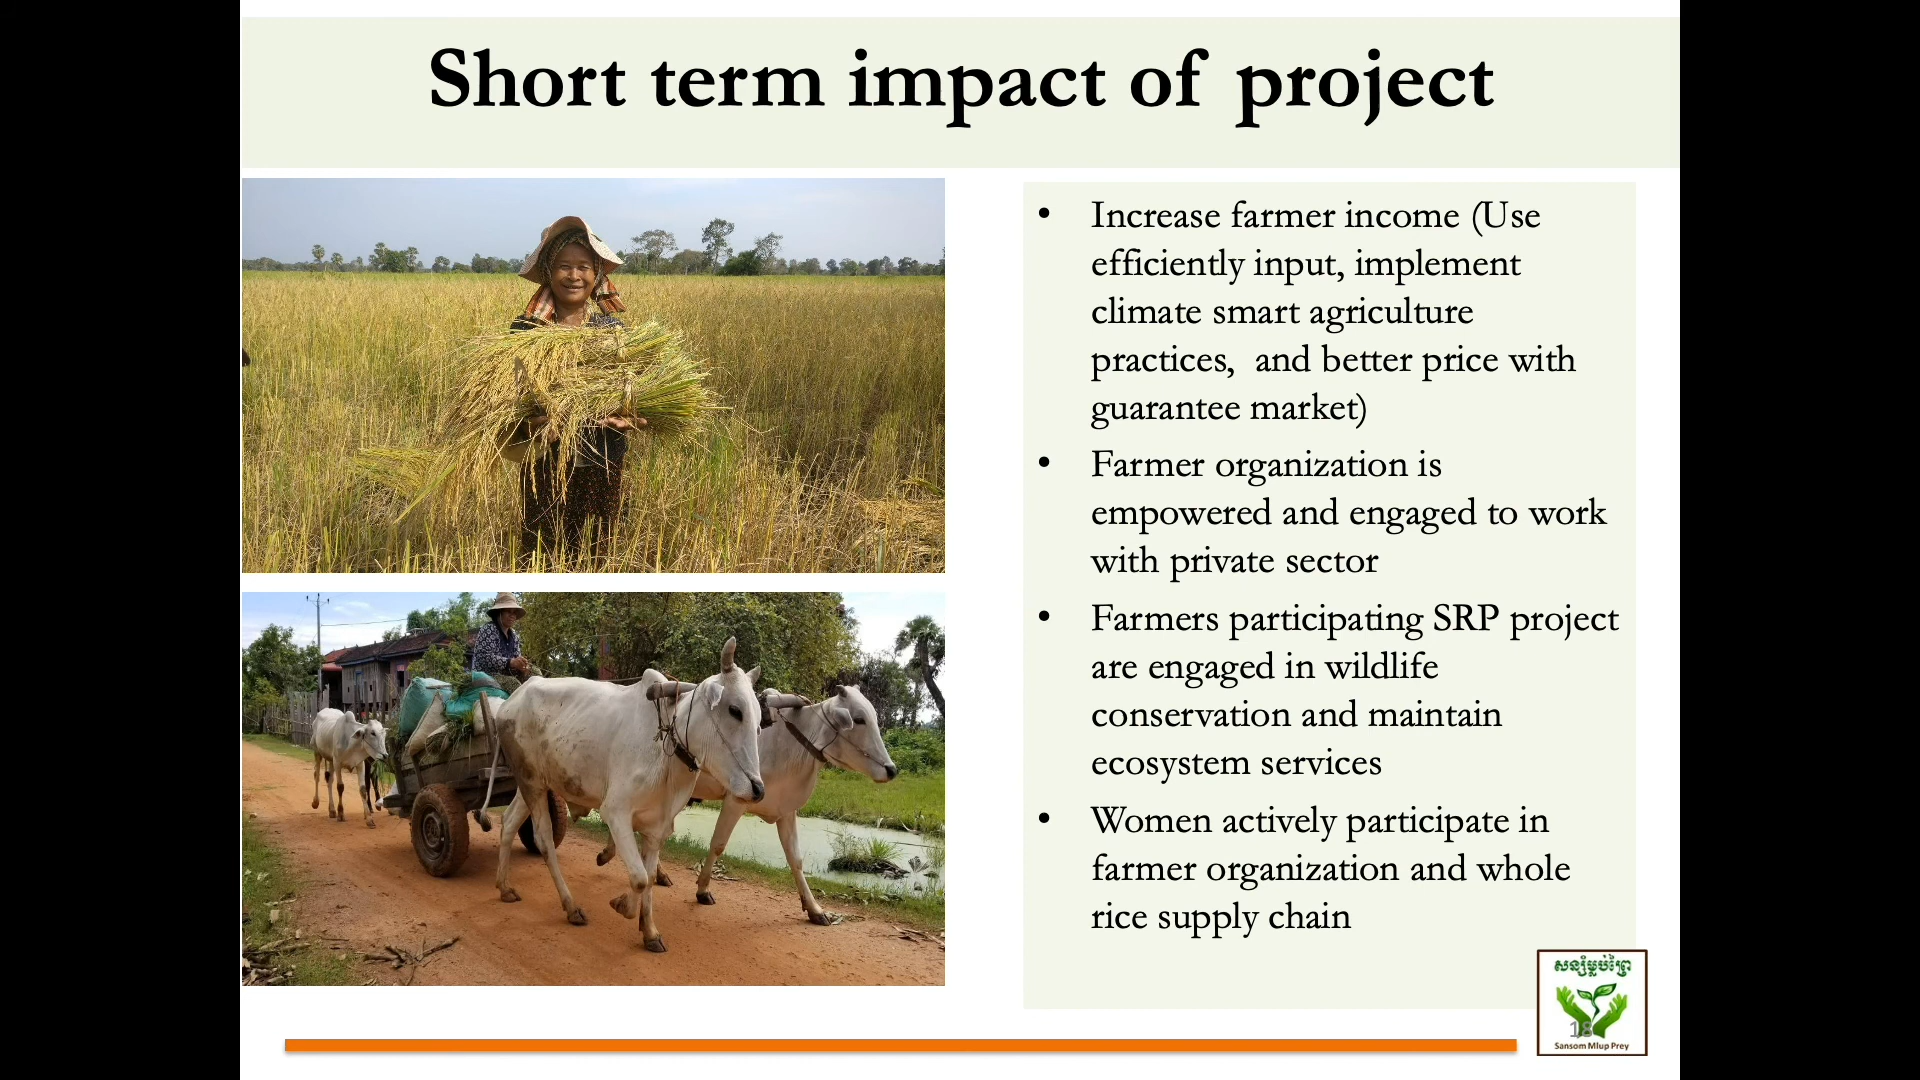 Short term impact of project
• Increase farmer income (Use
efficiently input, implement
climate smart agriculture
practices,  and better price with
guarantee market)
• Farmer organization is
empowered and engaged to work
with private sector
• Farmers participating SRP project
are engaged in wildlife
conservation and maintain
ecosystem services
• Women actively participate in
farmer organization and whole
rice supply chain
សន្សំម្លប់ព្រៃ
18
Sansom Mlup Prey